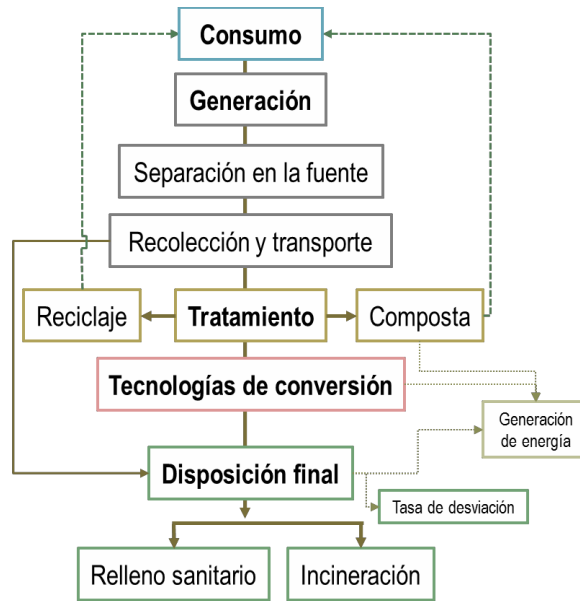 Consumo
Generación
Separación en la fuente
Recolección y transporte
Reciclaje
Tratamiento
Composta
Tecnologías de conversión
Generación
de energía
Disposición final
Tasa de desviación
Relleno sanitario
Incineración